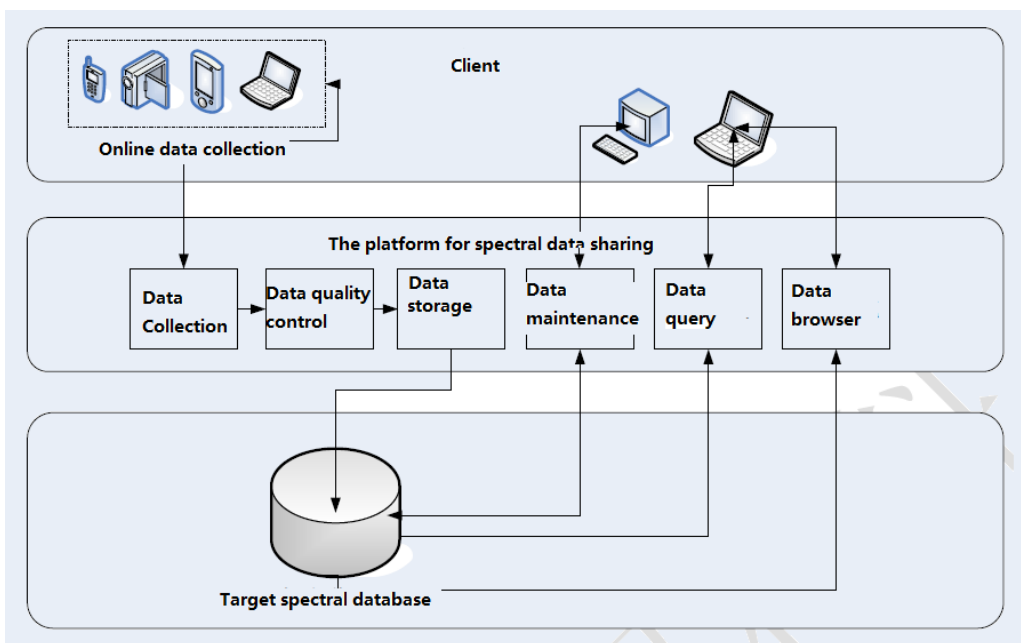 Client
Online data collection
The platform for spectral data sharing
Data
Collection
Data quality
control
Data
storage
Data
maintenance
Data
query
Data
browser
Target spectral database